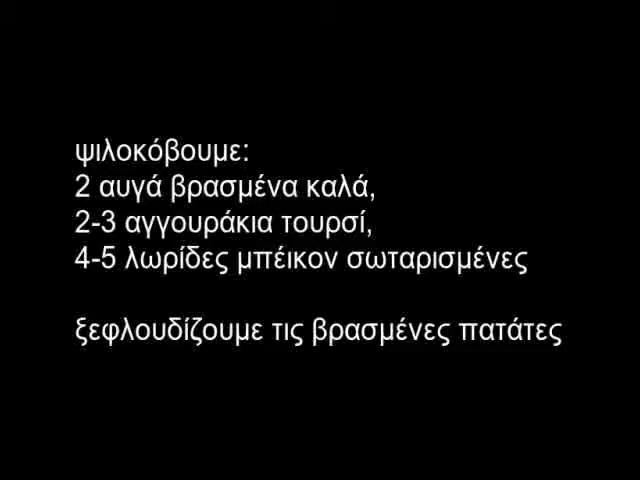 ψιλοκόβουμε:
2 αυγά βρασμένα καλά,
2-3 αγγουράκια τουρσί,
4-5 λωρίδες μπέικον σωταρισμένες
ξεφλουδίζουμε τις βρασμένες πατάτες